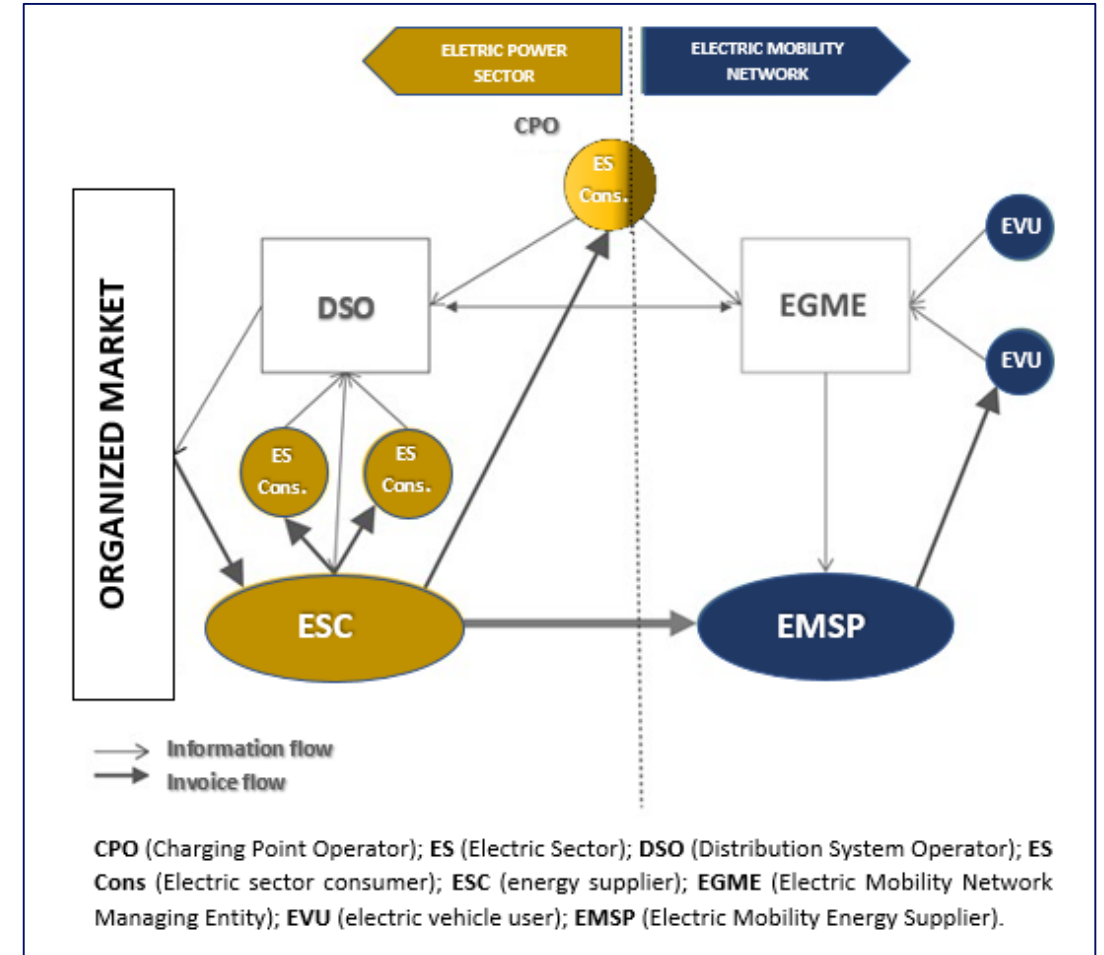 ELETRIC POWER
SECTOR
ELECTRIC MOBILITY
NETWORK
CPO
ES
Cons.
EVU
DSO
EGME
EVU
ORGANIZED MARKET
ES
Cons.
ES
Cons.
ESC
EMSP
Information flow
Invoice flow
CPO (Charging Point Operator); ES (Electric Sector); DSO (Distribution System Operator); ES
Cons (Electric sector consumer); ESC (energy supplier); EGME (Electric Mobility Network
Managing Entity); EVU (electric vehicle user); EMSP (Electric Mobility Energy Supplier).